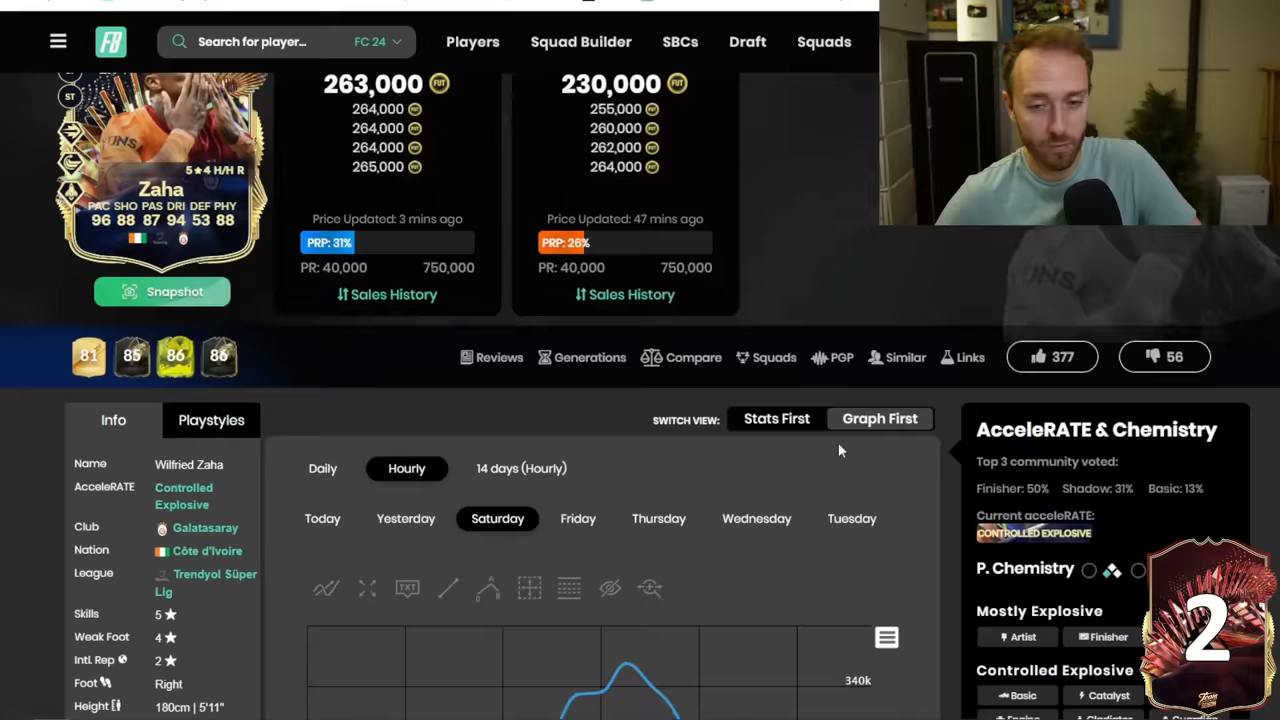 FB
Search for player...
FC 24
Players
Squad Builder
SBCs
Draft
Squads
ST
UNS
5★4 H/H R
Zaha
PAC SHO PAS DRI DEF PHY
96 88 87 94 53 88
Snapshot
263,000 FUT
264,000
264,000
264,000
265,000
Price Updated: 3 mins ago
PRP: 31%
PR: 40,000
750,000
Sales History
230,000 FUT
255,000
260,000
262,000
264,000
Price Updated: 47 mins ago
PRP: 26%
PR: 40,000
750,000
Sales History
81
85
86
86
Reviews
Generations
Compare
Squads
PGP
Similar
Links
377
56
Info
Playstyles
SWITCH VIEW:
Stats First
Graph First
Name
Wilfried Zaha
AcceleRATE
Controlled
Explosive
Club
Galatasaray
Nation
Côte d'Ivoire
League
Trendyol Süper
Lig
Skills
5★
Weak Foot
4★
Intl. Rep
2★
Foot
Right
Height
180cm | 5'11"
Daily
Hourly
14 days (Hourly)
Today
Yesterday
Saturday
Friday
Thursday
Wednesday
Tuesday
TXT
340k
AcceleRATE & Chemistry
Top 3 community voted:
Finisher: 50%
Shadow: 31%
Basic: 13%
Current acceleRATE:
CONTROLLED EXPLOSIVE
P. Chemistry
Mostly Explosive
Artist
Finisher
Controlled Explosive
Basic
Catalyst
2